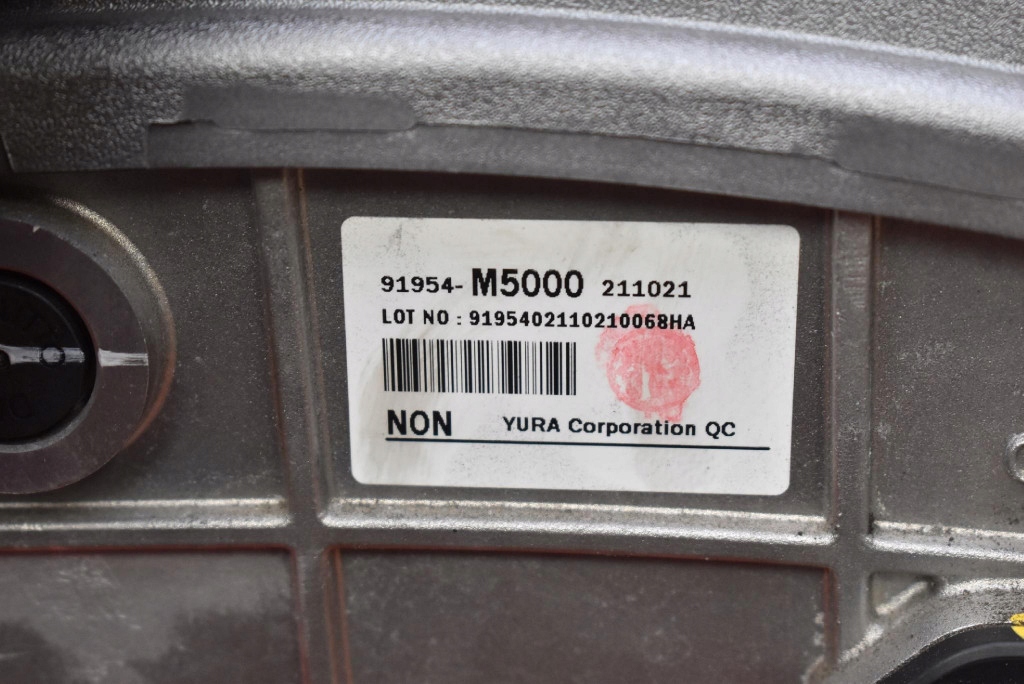 91954- M5000 211021
LOT NO : 9195402110210068HA
NON YURA Corporation QC